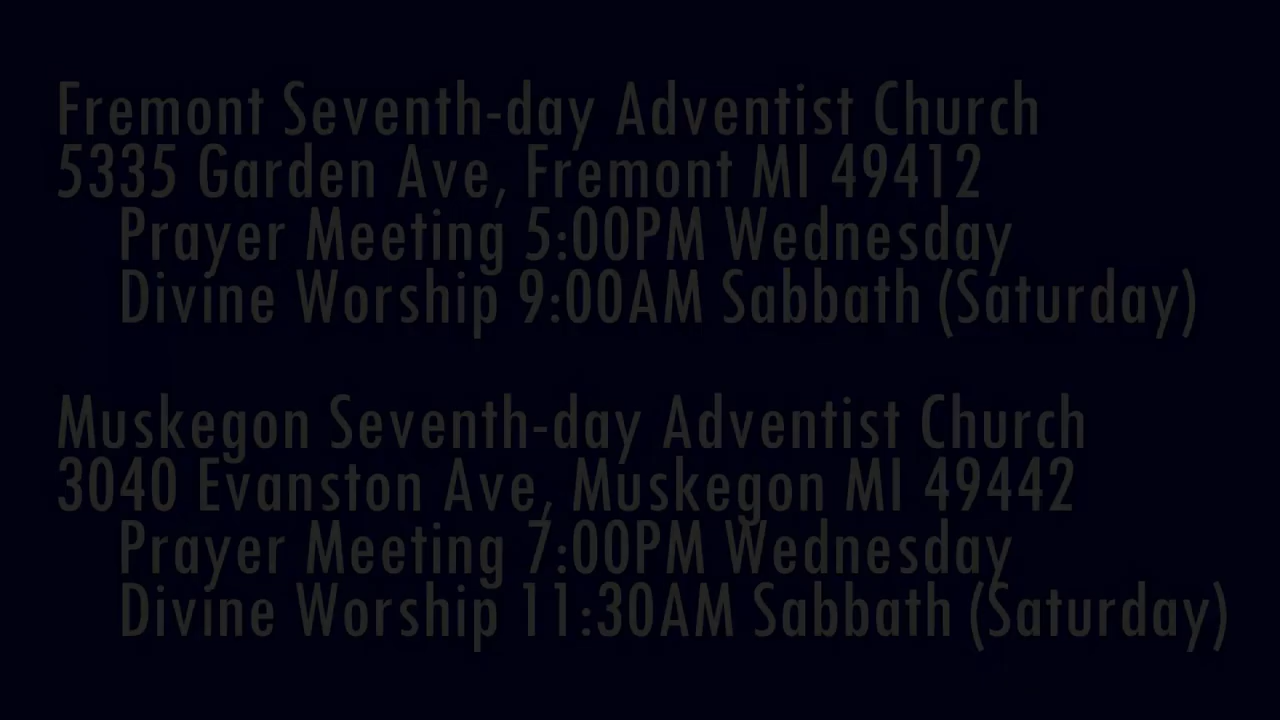 Fremont Seventh-day Adventist Church
5335 Garden Ave, Fremont MI 49412
Prayer Meeting 5:00PM Wednesday
Divine Worship 9:00AM Sabbath (Saturday)
Muskegon Seventh-day Adventist Church
3040 Evanston Ave, Muskegon MI 49442
Prayer Meeting 7:00PM Wednesday
Divine Worship 11:30AM Sabbath (Saturday)